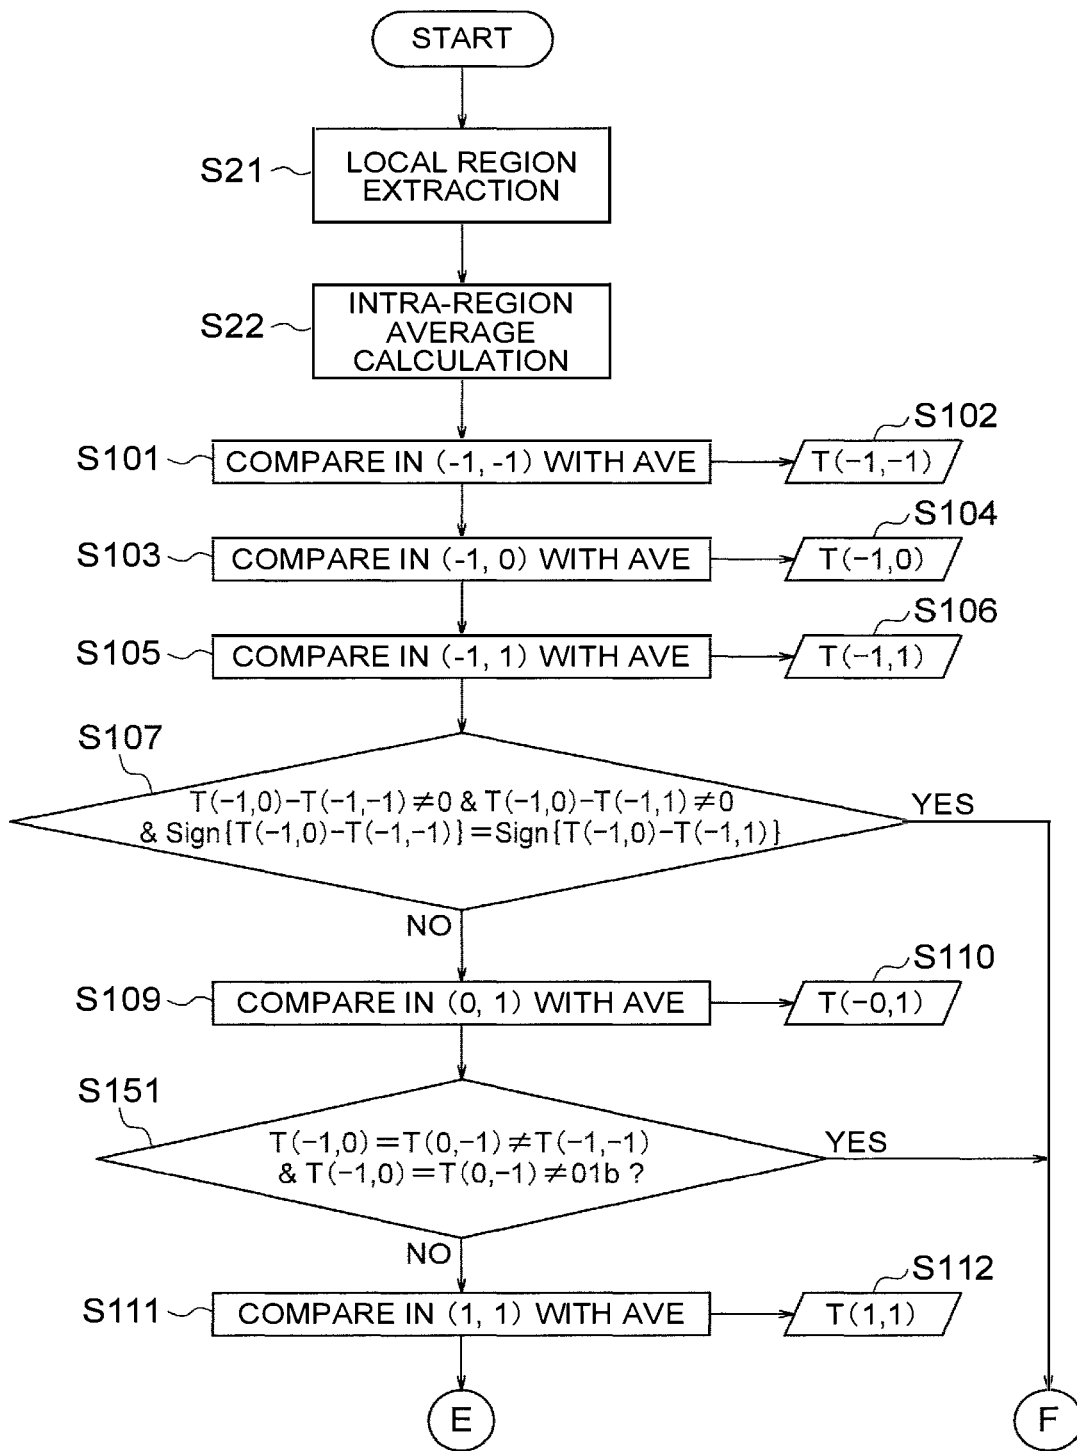 START
S21
LOCAL REGION
EXTRACTION
S22
INTRA-REGION
AVERAGE
CALCULATION
S102
S101
COMPARE IN (-1, -1) WITH AVE
T(-1,-1)
S104
S103
COMPARE IN (-1, 0) WITH AVE
T(-1,0)
S106
S105
COMPARE IN (-1, 1) WITH AVE
T(-1,1)
S107
T(-1,0)-T(-1,-1)≠0 & T(-1,0)-T(-1,1)≠0
& Sign{T(-1,0)-T(-1,-1)}=Sign{T(-1,0)-T(-1,1)}
YES
NO
S110
S109
COMPARE IN (0, 1) WITH AVE
T(-0,1)
S151
T(-1,0)=T(0,-1)≠T(-1,-1)
& T(-1,0)=T(0,-1)≠01b ?
YES
NO
S112
S111
COMPARE IN (1, 1) WITH AVE
T(1,1)
E
F